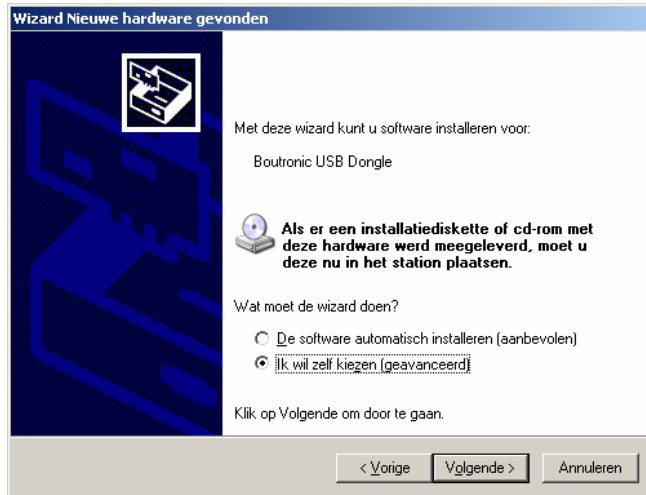 Wizard Nieuwe hardware gevonden
Met deze wizard kunt u software installeren voor:
Boutronic USB Dongle
Als er een installatiediskette of cd-rom met
deze hardware werd meegeleverd, moet u
deze nu in het station plaatsen.
Wat moet de wizard doen?
De software automatisch installeren (aanbevolen)
Ik wil zelf kiezen (geavanceerd)
Klik op Volgende om door te gaan.
< Vorige
Volgende >
Annuleren